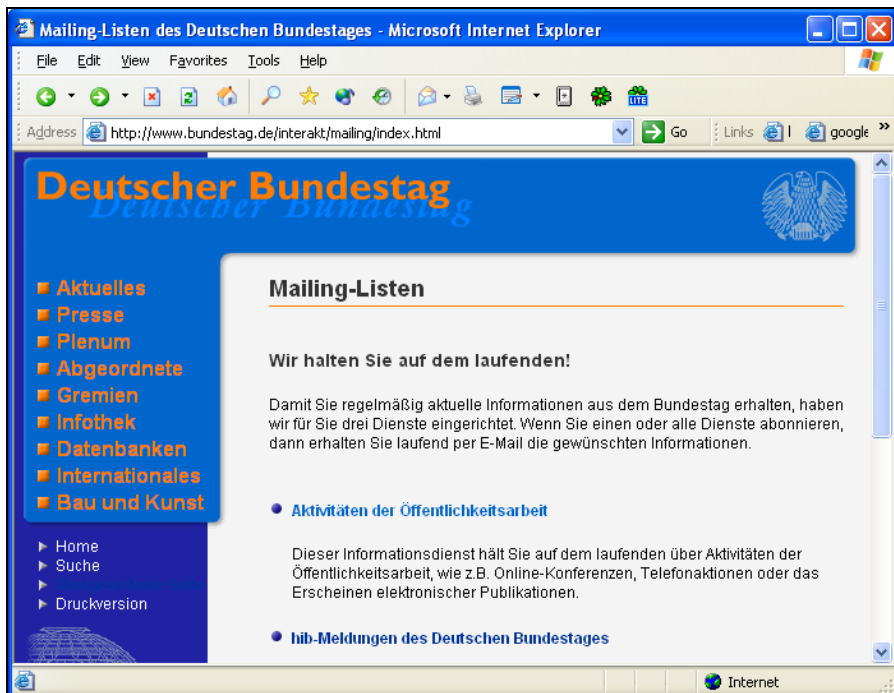 Mailing-Listen des Deutschen Bundestages - Microsoft Internet Explorer
File Edit View Favorites Tools Help
LITE
Address http://www.bundestag.de/interakt/mailing/index.html Go Links l google »
Deutscher Bundestag
Deutscher Bundestag
Aktuelles
Presse
Plenum
Abgeordnete
Gremien
Infothek
Datenbanken
Internationales
Bau und Kunst
Home
Suche
Druckversion
Mailing-Listen
Wir halten Sie auf dem laufenden!
Damit Sie regelmäßig aktuelle Informationen aus dem Bundestag erhalten, haben
wir für Sie drei Dienste eingerichtet. Wenn Sie einen oder alle Dienste abonnieren,
dann erhalten Sie laufend per E-Mail die gewünschten Informationen.
Aktivitäten der Öffentlichkeitsarbeit
Dieser Informationsdienst hält Sie auf dem laufenden über Aktivitäten der
Öffentlichkeitsarbeit, wie z.B. Online-Konferenzen, Telefonaktionen oder das
Erscheinen elektronischer Publikationen.
hib-Meldungen des Deutschen Bundestages
Internet